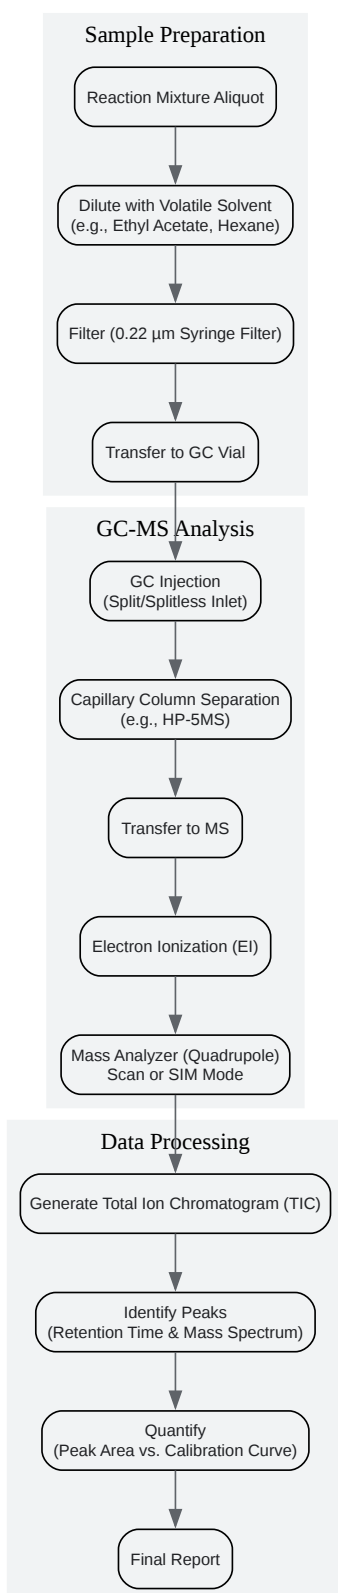 Sample Preparation
Reaction Mixture Aliquot
Dilute with Volatile Solvent
(e.g., Ethyl Acetate, Hexane)
Filter (0.22 µm Syringe Filter)
Transfer to GC Vial
GC-MS Analysis
GC Injection
(Split/Splitless Inlet)
Capillary Column Separation
(e.g., HP-5MS)
Transfer to MS
Electron Ionization (EI)
Mass Analyzer (Quadrupole)
Scan or SIM Mode
Data Processing
Generate Total Ion Chromatogram (TIC)
Identify Peaks
(Retention Time & Mass Spectrum)
Quantify
(Peak Area vs. Calibration Curve)
Final Report